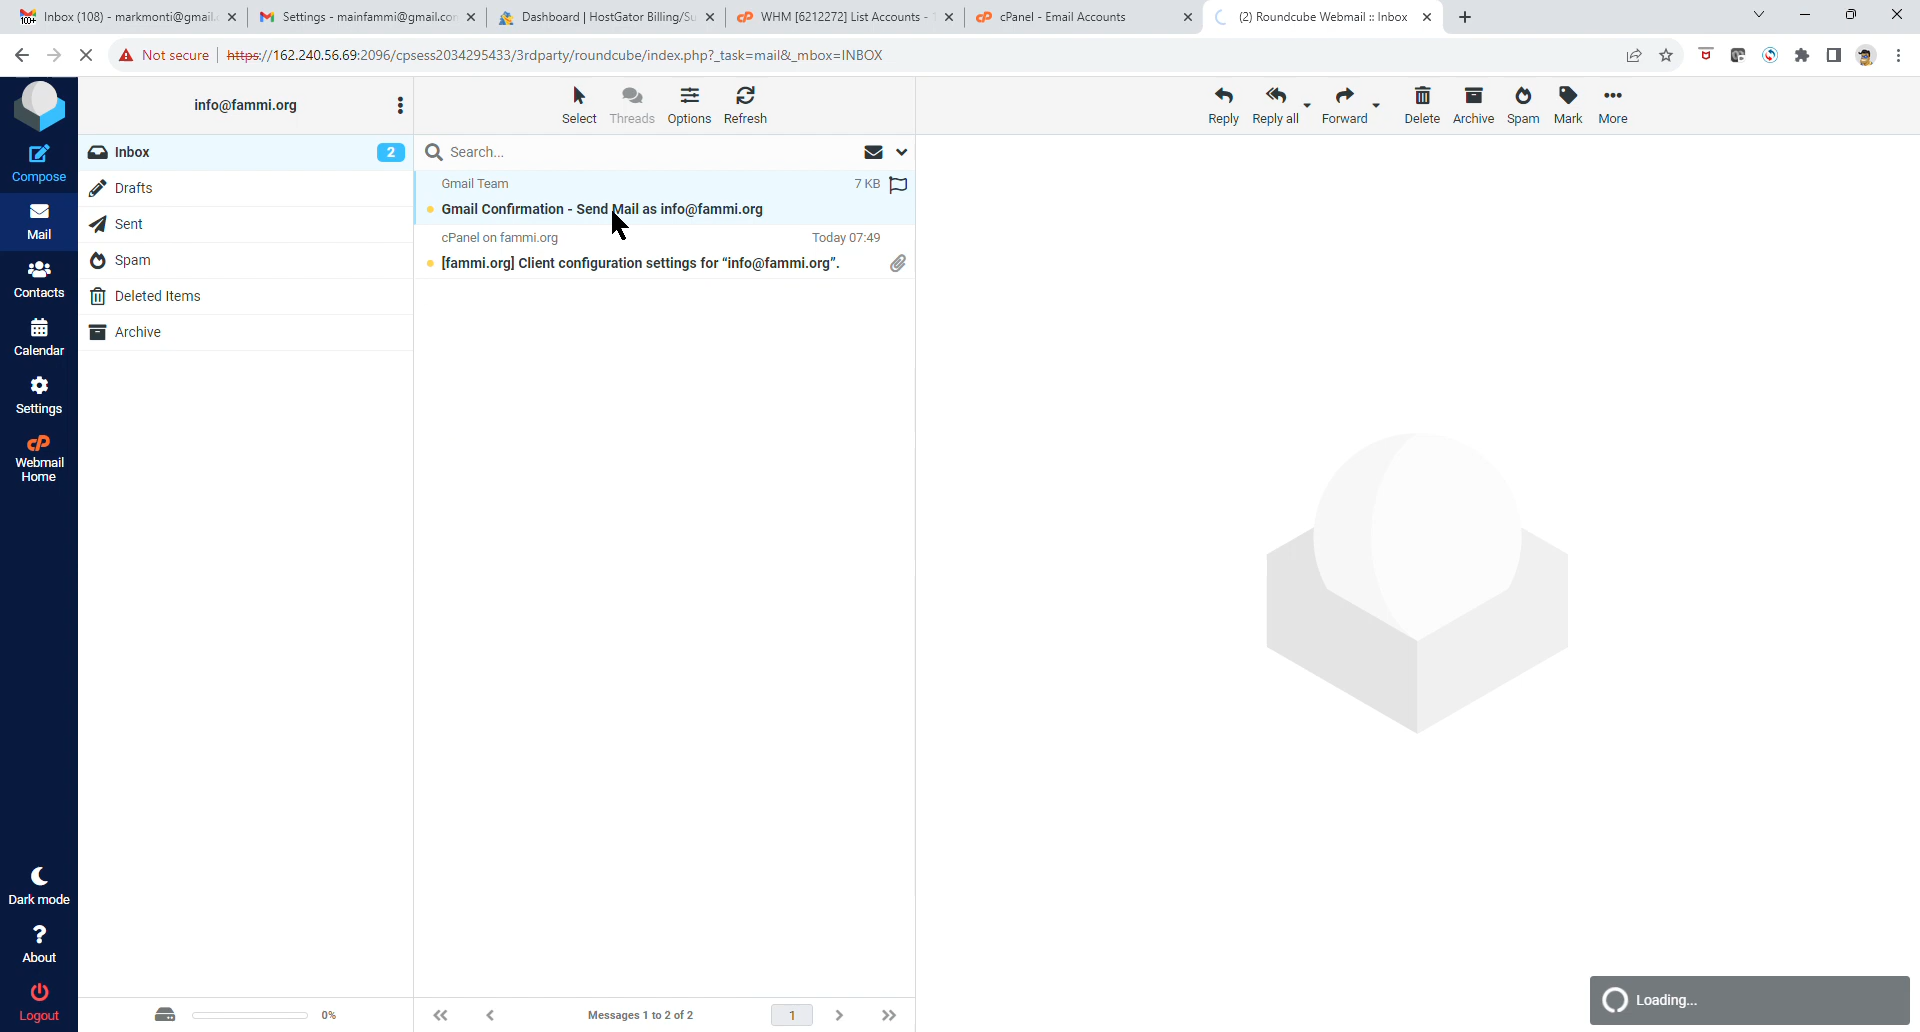 Inbox (108) - markmonti@gmail.
Settings - mainfammi@gmail.co
Dashboard | HostGator Billing/Su
WHM [6212272] List Accounts - 1
cPanel - Email Accounts
(2) Roundcube Webmail :: Inbox
Not secure
https://162.240.56.69:2096/cpsess2034295433/3rdparty/roundcube/index.php?_task=mail&_mbox=INBOX
info@fammi.org
Select
Threads
Options
Refresh
Reply
Reply all
Forward
Delete
Archive
Spam
Mark
More
Compose
Mail
Contacts
Calendar
Settings
cP
Webmail
Home
Dark mode
?
About
Logout
Inbox
2
Drafts
Sent
Spam
Deleted Items
Archive
0%
Search...
Gmail Team
7 KB
Gmail Confirmation - Send Mail as info@fammi.org
cPanel on fammi.org
Today 07:49
[fammi.org] Client configuration settings for “info@fammi.org”.
Messages 1 to 2 of 2
1
Loading...